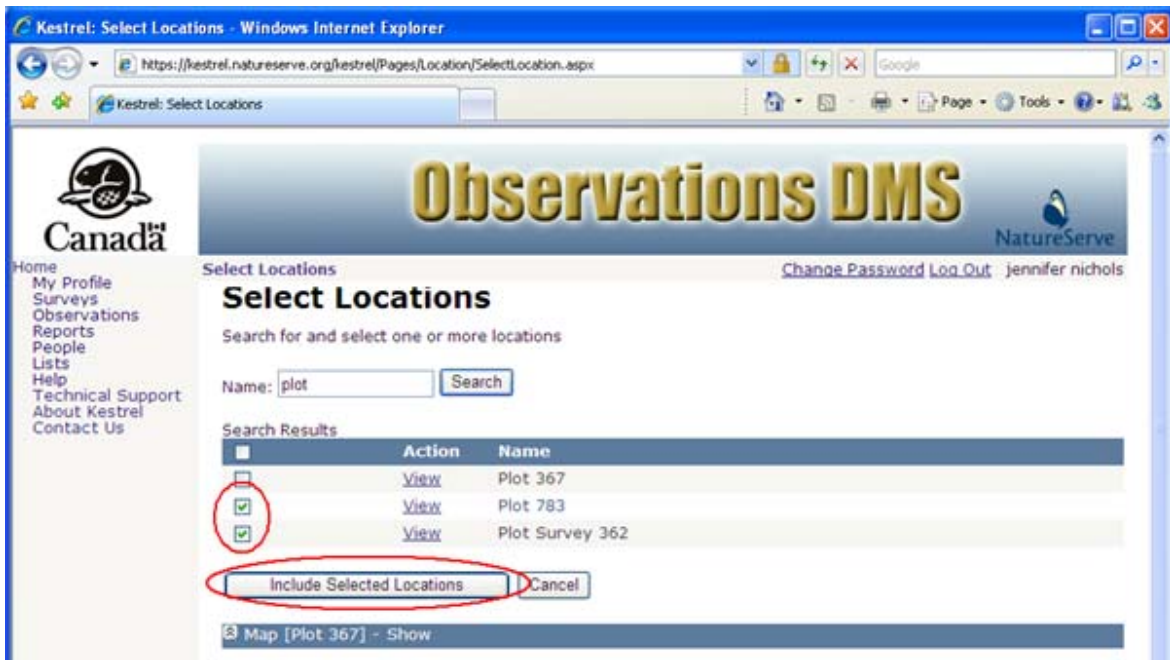 Kestrel: Select Locations - Windows Internet Explorer
https://kestrel.natureserve.org/kestrel/Pages/Location/SelectLocation.aspx
Google
Kestrel: Select Locations
Page
Tools
Canada
Observations DMS
NatureServe
Home
My Profile
Surveys
Observations
Reports
People
Lists
Help
Technical Support
About Kestrel
Contact Us
Select Locations
Change Password Log Out jennifer nichols
Select Locations
Search for and select one or more locations
Name: plot Search
Search Results
Action Name
View Plot 367
View Plot 783
View Plot Survey 362
Include Selected Locations Cancel
Map [Plot 367] - Show